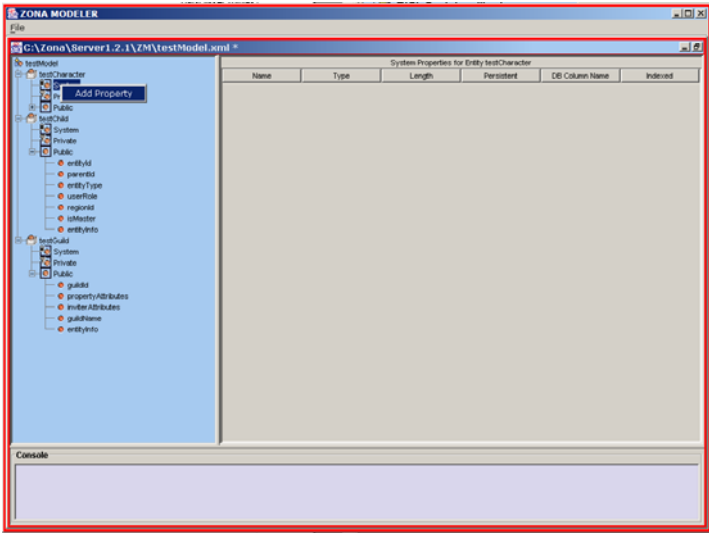 ZONA MODELER
File
C:\Zona\Server1.2.1\ZM\testModel.xml *
testModel
System Properties for Entity testCharacter
Name Type Length Persistent DB Column Name Indexed
testCharacter
Add Property
Public
testChild
System
Private
Public
entityId
parentId
entityType
userRole
regionId
isMaster
entityInfo
testGuild
System
Private
Public
guildId
propertyAttributes
inviterAttributes
guildName
entityInfo
Console